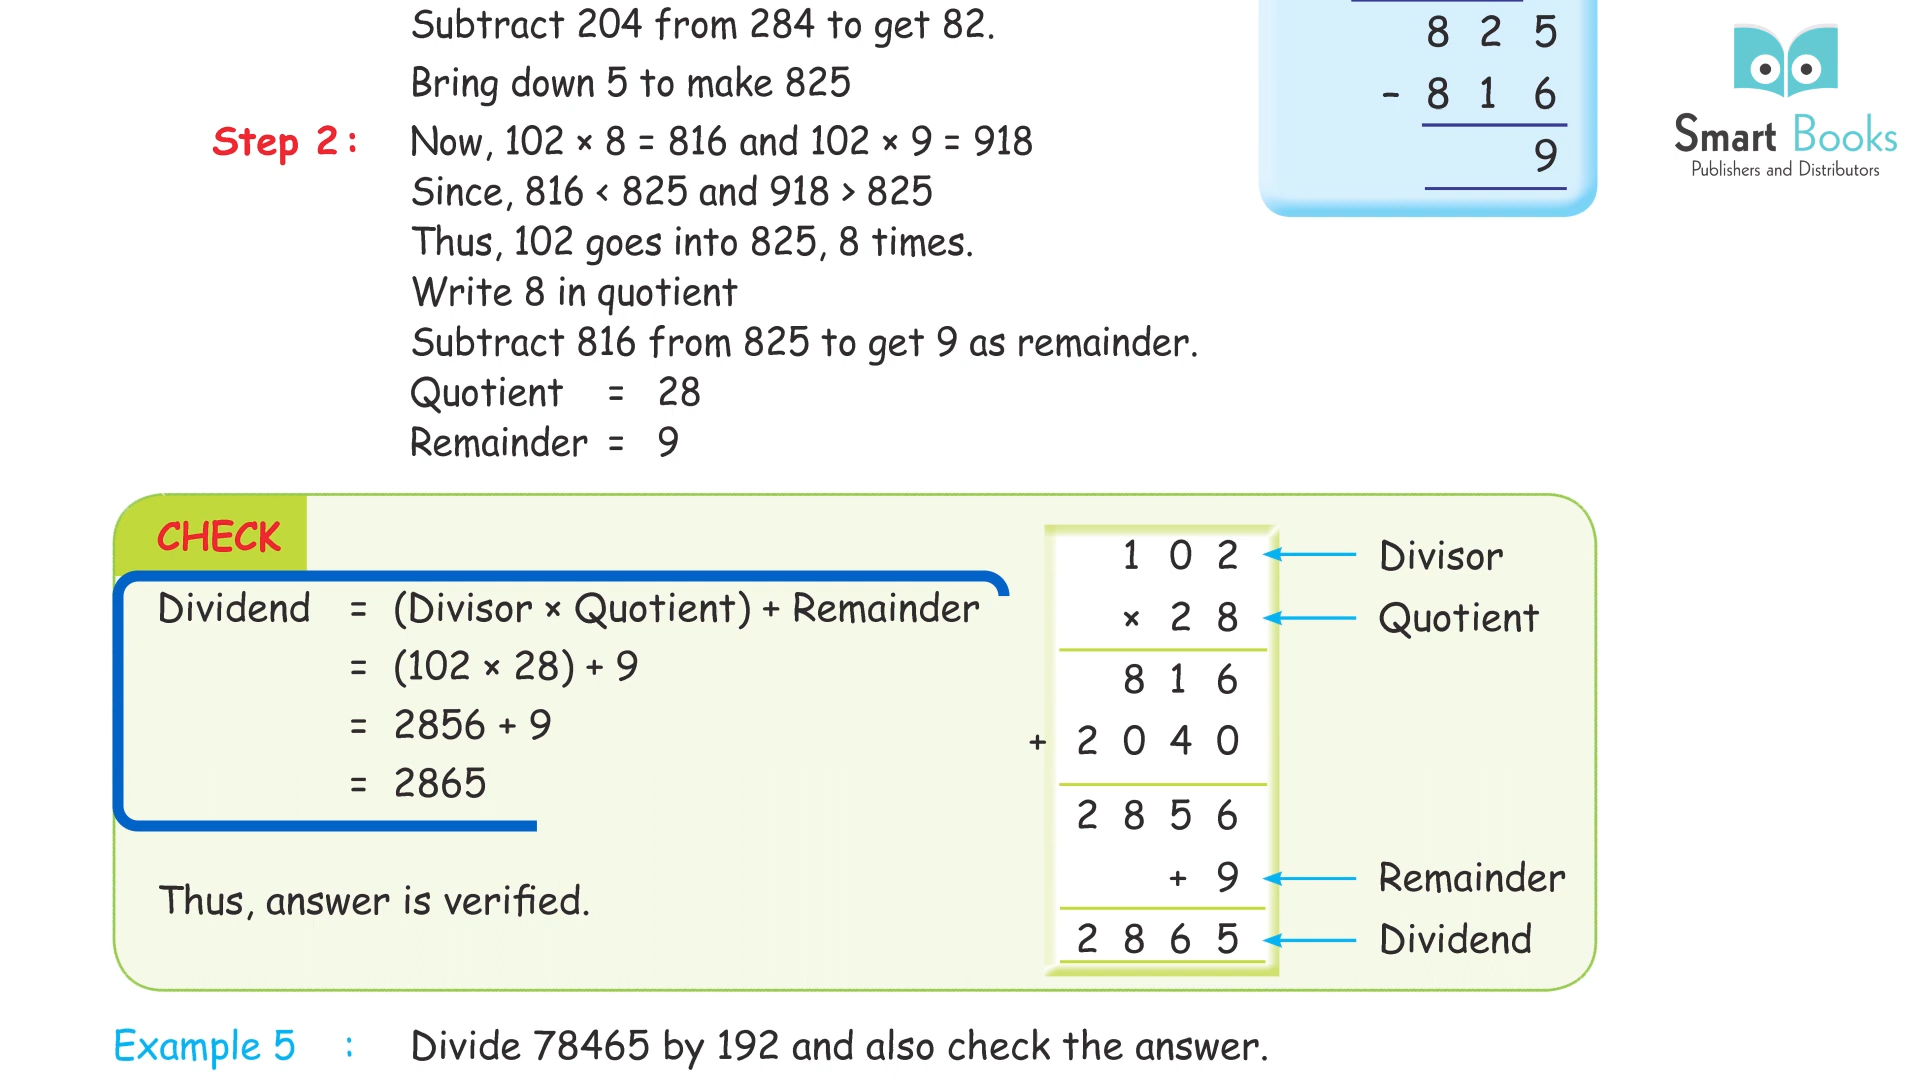 Subtract 204 from 284 to get 82.
Bring down 5 to make 825
Step 2: Now, 102 × 8 = 816 and 102 × 9 = 918
Since, 816 < 825 and 918 > 825
Thus, 102 goes into 825, 8 times.
Write 8 in quotient
Subtract 816 from 825 to get 9 as remainder.
Quotient = 28
Remainder = 9
8 2 5
- 8 1 6
9
Smart Books
Publishers and Distributors
CHECK
Dividend = (Divisor × Quotient) + Remainder
= (102 × 28) + 9
= 2856 + 9
= 2865
Thus, answer is verified.
1 0 2 Divisor
× 2 8 Quotient
8 1 6
+ 2 0 4 0
2 8 5 6
+ 9 Remainder
2 8 6 5 Dividend
Example 5 : Divide 78465 by 192 and also check the answer.